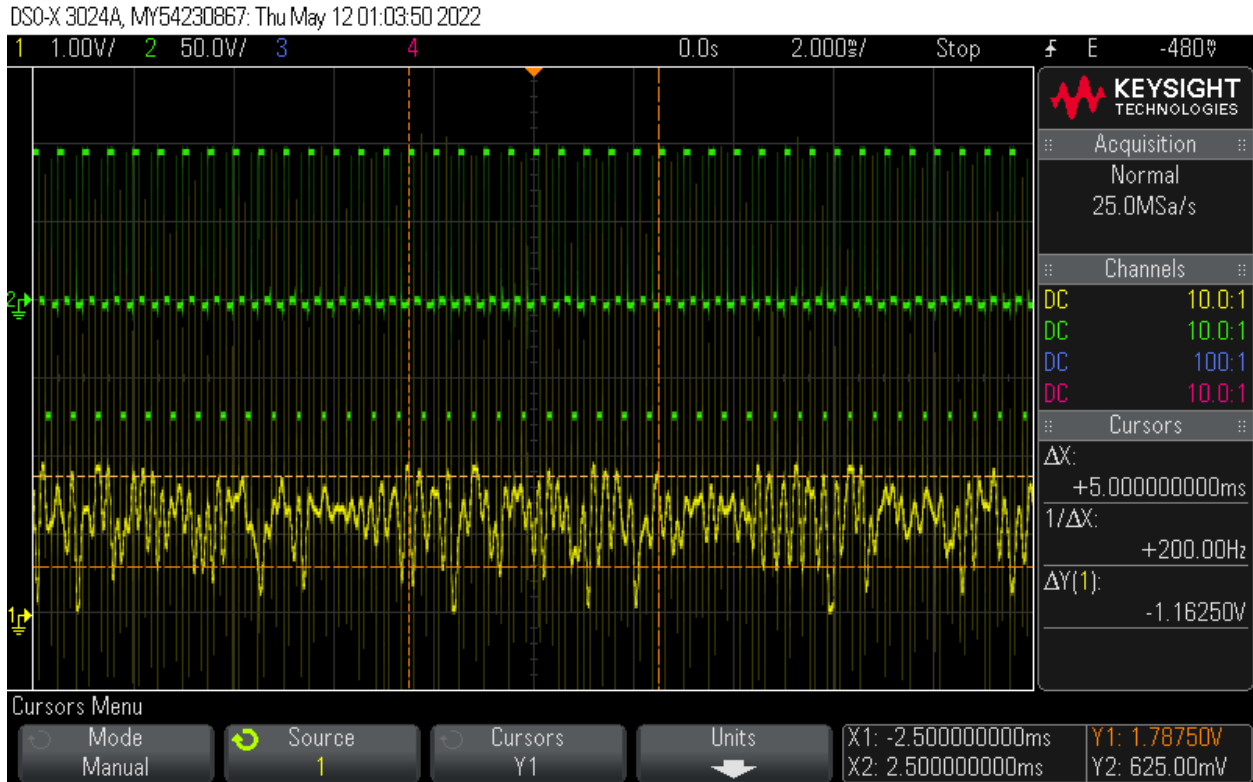 DSO-X 3024A, MY54230867: Thu May 12 01:03:50 2022
1 1.00V/ 2 50.0V/ 3 4 0.0s 2.000ms/ Stop E -480mV
KEYSIGHT
TECHNOLOGIES
Acquisition
Normal
25.0MSa/s
Channels
DC 10.0:1
DC 10.0:1
DC 100:1
DC 10.0:1
Cursors
ΔX:
+5.000000000ms
1/ΔX:
+200.00Hz
ΔY(1):
-1.16250V
2
1
Cursors Menu
Mode
Manual
Source
1
Cursors
Y1
Units
X1: -2.500000000ms
X2: 2.500000000ms
Y1: 1.78750V
Y2: 625.00mV